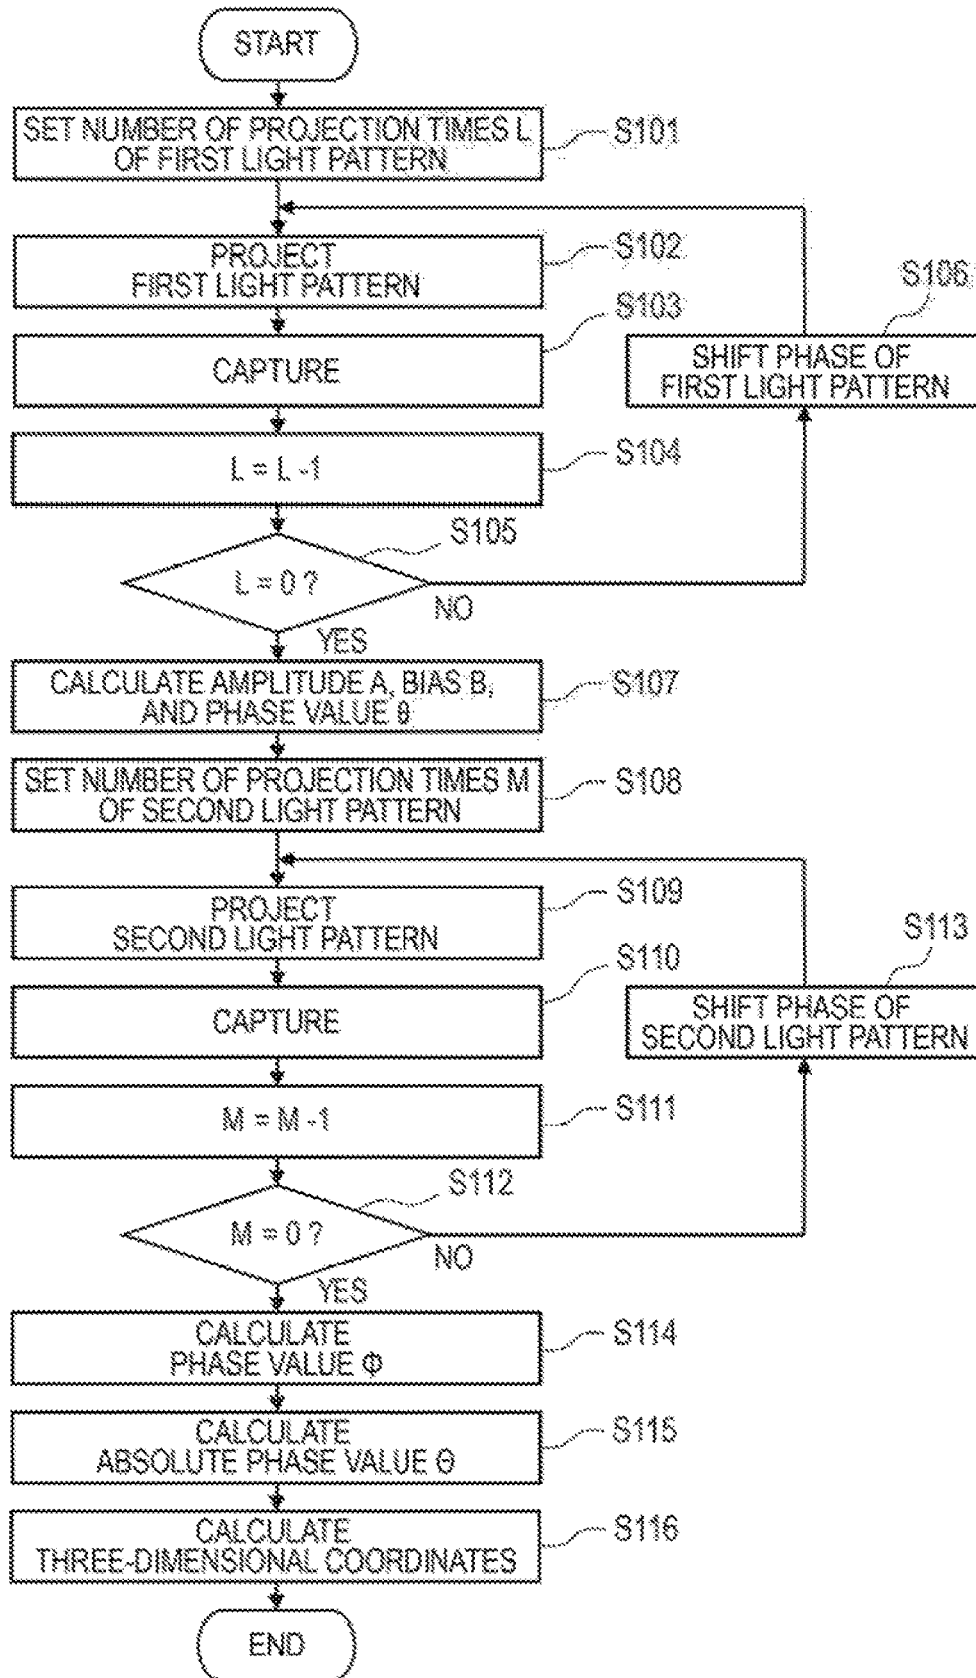 START
SET NUMBER OF PROJECTION TIMES L
OF FIRST LIGHT PATTERN
S101
PROJECT
FIRST LIGHT PATTERN
S102
CAPTURE
S103
SHIFT PHASE OF
FIRST LIGHT PATTERN
S106
L = L -1
S104
L = 0 ?
S105
NO
YES
CALCULATE AMPLITUDE A, BIAS B,
AND PHASE VALUE θ
S107
SET NUMBER OF PROJECTION TIMES M
OF SECOND LIGHT PATTERN
S108
PROJECT
SECOND LIGHT PATTERN
S109
CAPTURE
S110
SHIFT PHASE OF
SECOND LIGHT PATTERN
S113
M = M -1
S111
M = 0 ?
S112
NO
YES
CALCULATE
PHASE VALUE Φ
S114
CALCULATE
ABSOLUTE PHASE VALUE Θ
S115
CALCULATE
THREE-DIMENSIONAL COORDINATES
S116
END